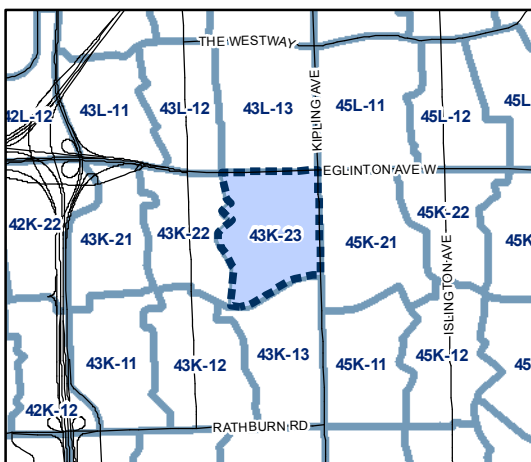 THE WESTWAY
42L-12
43L-11
43L-12
43L-13
KIPLING AVE
45L-11
45L-12
45L
EGLINTON AVE W
42K-22
43K-21
43K-22
43K-23
45K-21
45K-22
45K
ISLINGTON AVE
43K-11
43K-12
43K-13
45K-11
45K-12
45
42K-12
RATHBURN RD